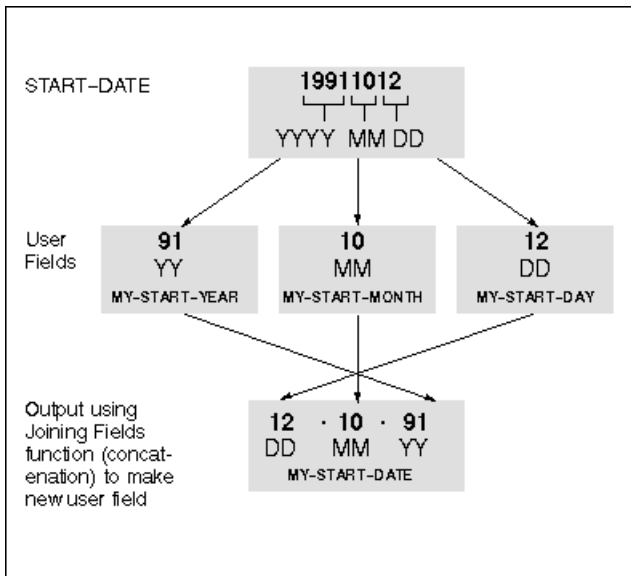 START–DATE
19911012
YYYY MM DD
User
Fields
91
YY
MY–START–YEAR
10
MM
MY–START–MONTH
12
DD
MY–START–DAY
Output using
Joining Fields
function (concat-
enation) to make
new user field
12 · 10 · 91
DD MM YY
MY–START–DATE